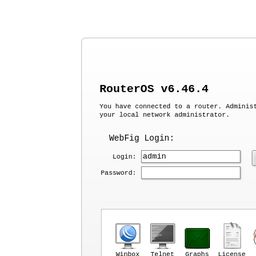 RouterOS v6.46.4
You have connected to a router. Administ
your local network administrator.
WebFig Login:
Login: admin
Password:
Winbox Telnet Graphs License